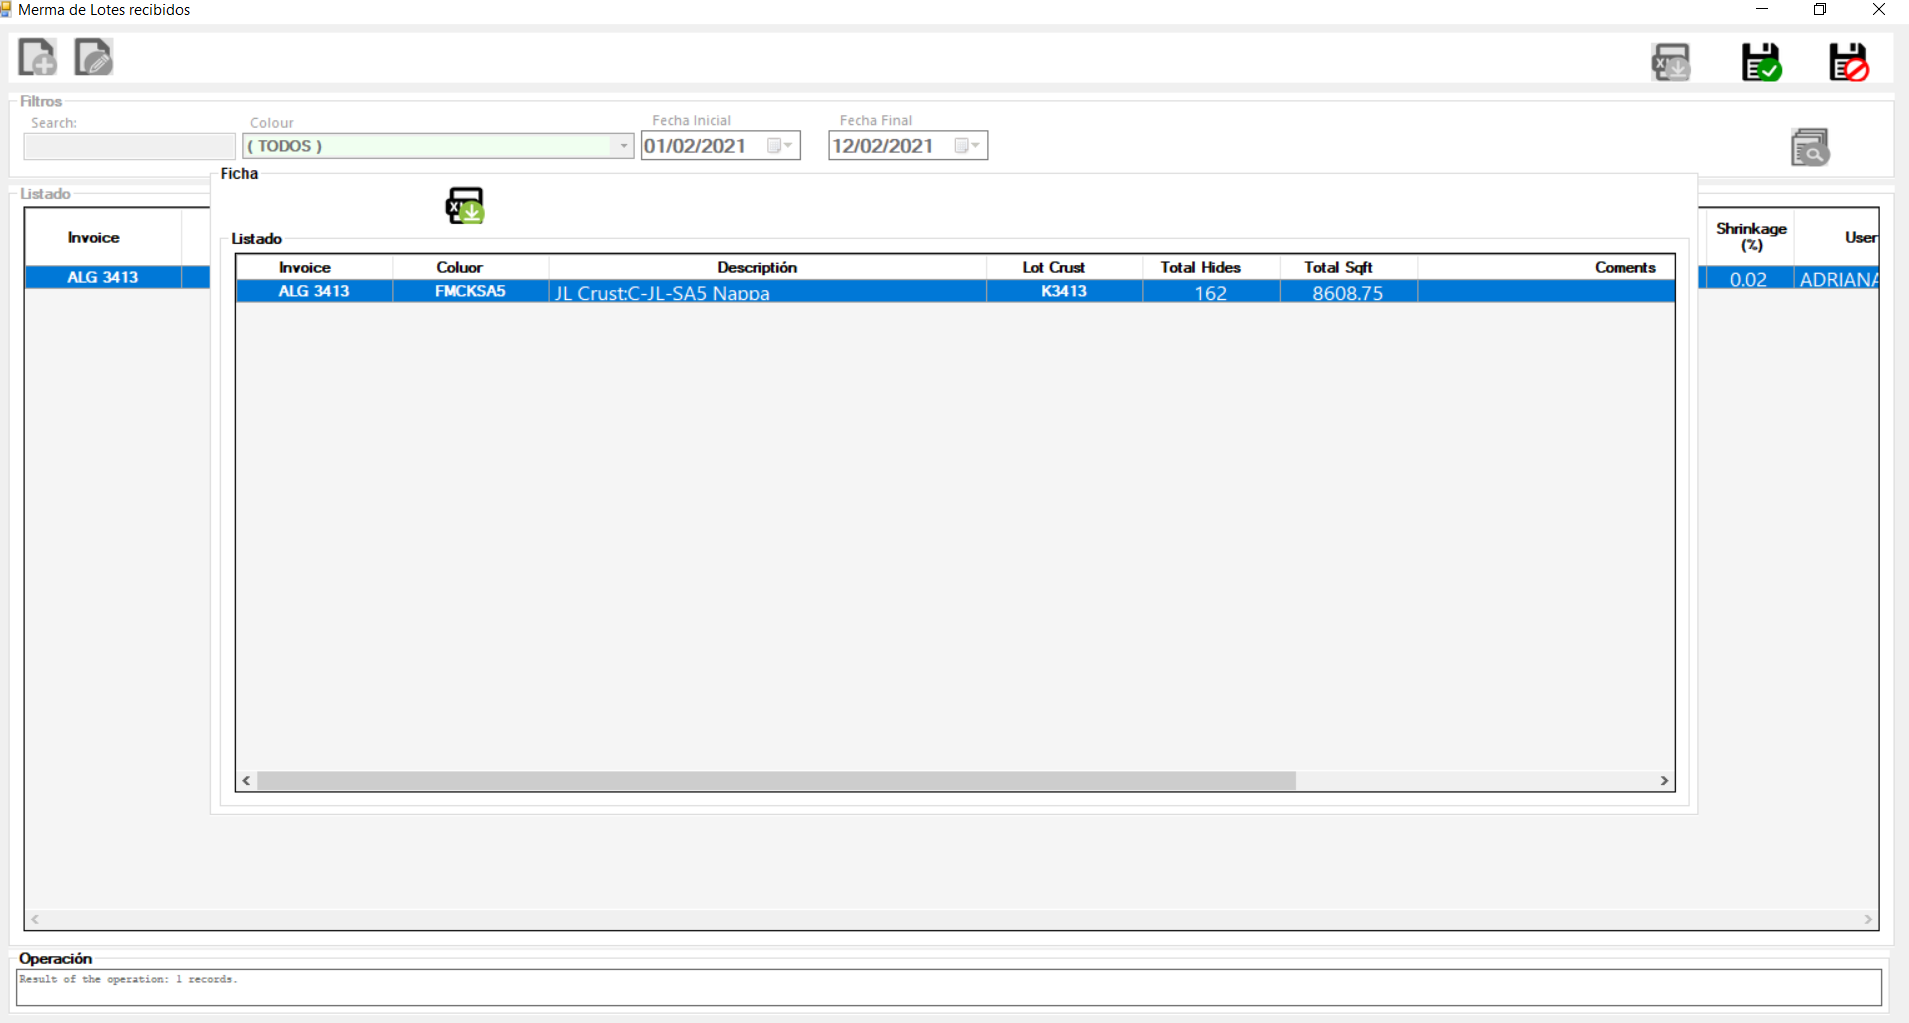 Merma de Lotes recibidos
Filtros
Search:
Colour
( TODOS )
Fecha Inicial
01/02/2021
Fecha Final
12/02/2021
Listado
Invoice
Shrinkage
(%)
User
ALG 3413
0.02
ADRIANA
Ficha
Listado
Invoice Coluor Descriptión Lot Crust Total Hides Total Sqft Coments
ALG 3413 FMCKSA5 JL Crust:C-JL-SA5 Nappa K3413 162 8608.75
Operación
Result of the operation: 1 records.